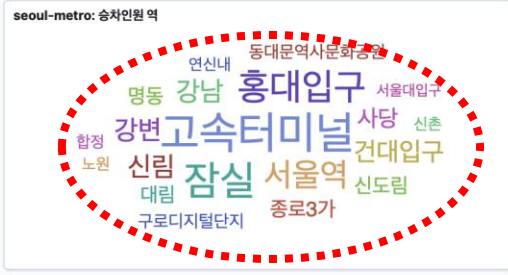 seoul-metro: 승차인원 역
동대문역사문화공원
연신내
명동 강남 홍대입구 서울대입구
합정 강변 고속터미널 사당 신촌
노원 신림 잠실 서울역 건대입구
대림 신도림
구로디지털단지 종로3가